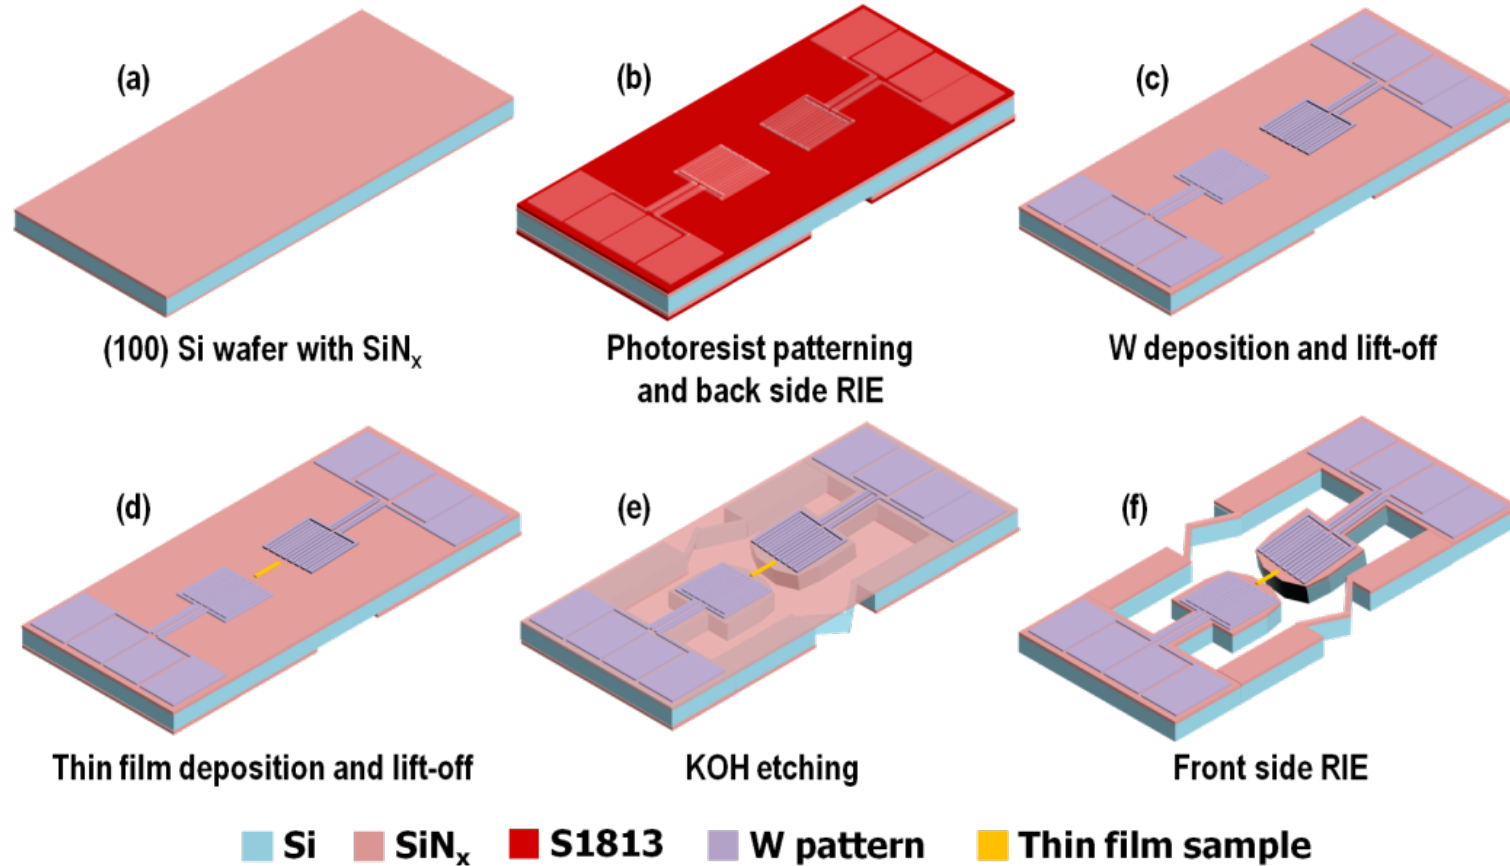 (a)
(100) Si wafer with SiNₓ
(b)
Photoresist patterning
and back side RIE
(c)
W deposition and lift-off
(d)
Thin film deposition and lift-off
(e)
KOH etching
(f)
Front side RIE
Si
SiNₓ
S1813
W pattern
Thin film sample